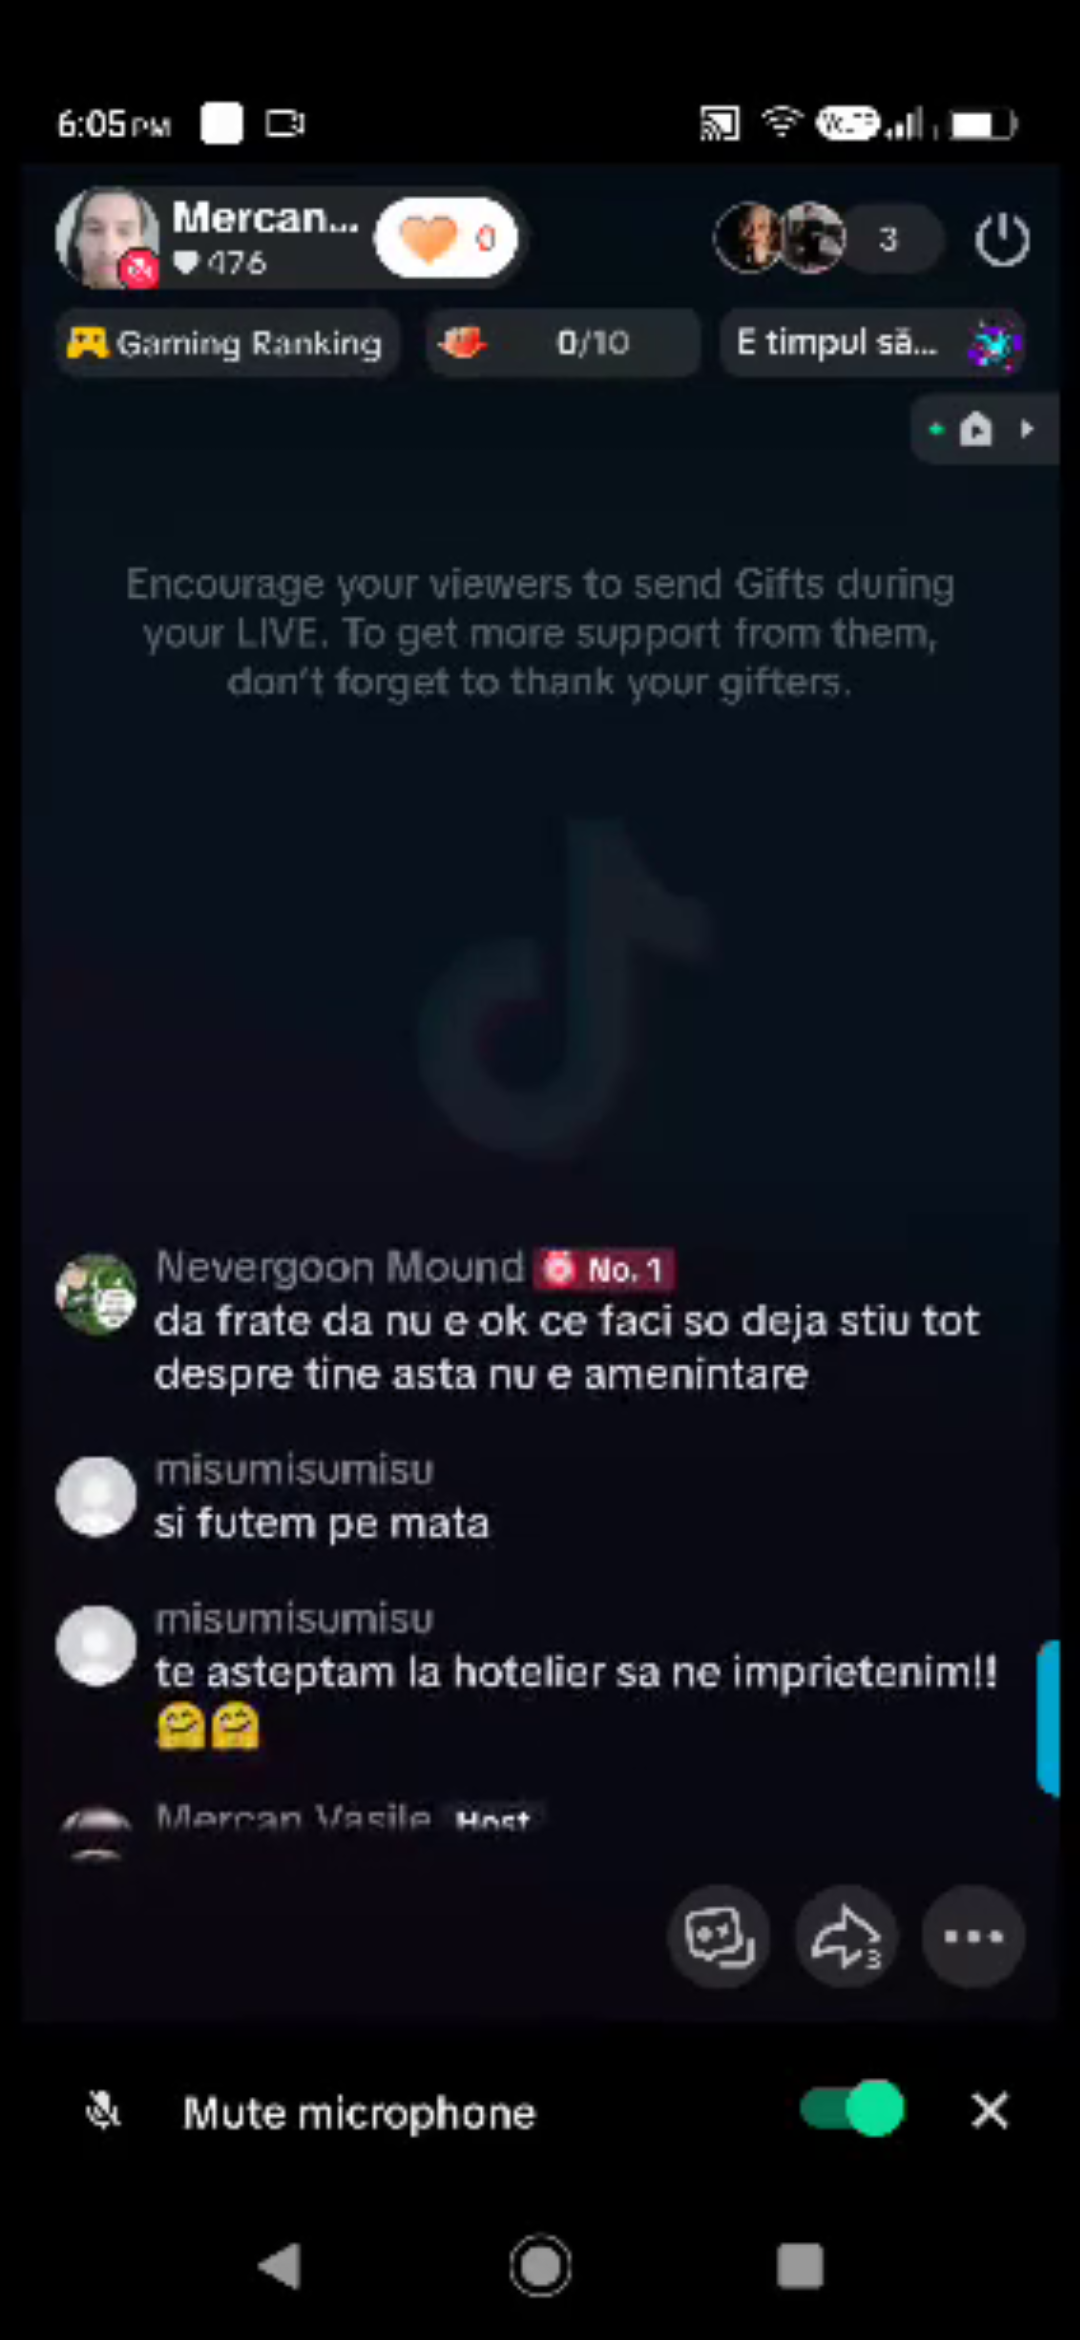 6:05 PM
Mercan...
476
0
3
Gaming Ranking
0/10
E timpul să...
Encourage your viewers to send Gifts during
your LIVE. To get more support from them,
don't forget to thank your gifters.
Nevergoon Mound No. 1
da frate da nu e ok ce faci so deja stiu tot
despre tine asta nu e amenintare
misumisumisu
si futem pe mata
misumisumisu
te asteptam la hotelier sa ne imprietenim!!
🤗🤗
Mercan Vasile Host
3
Mute microphone